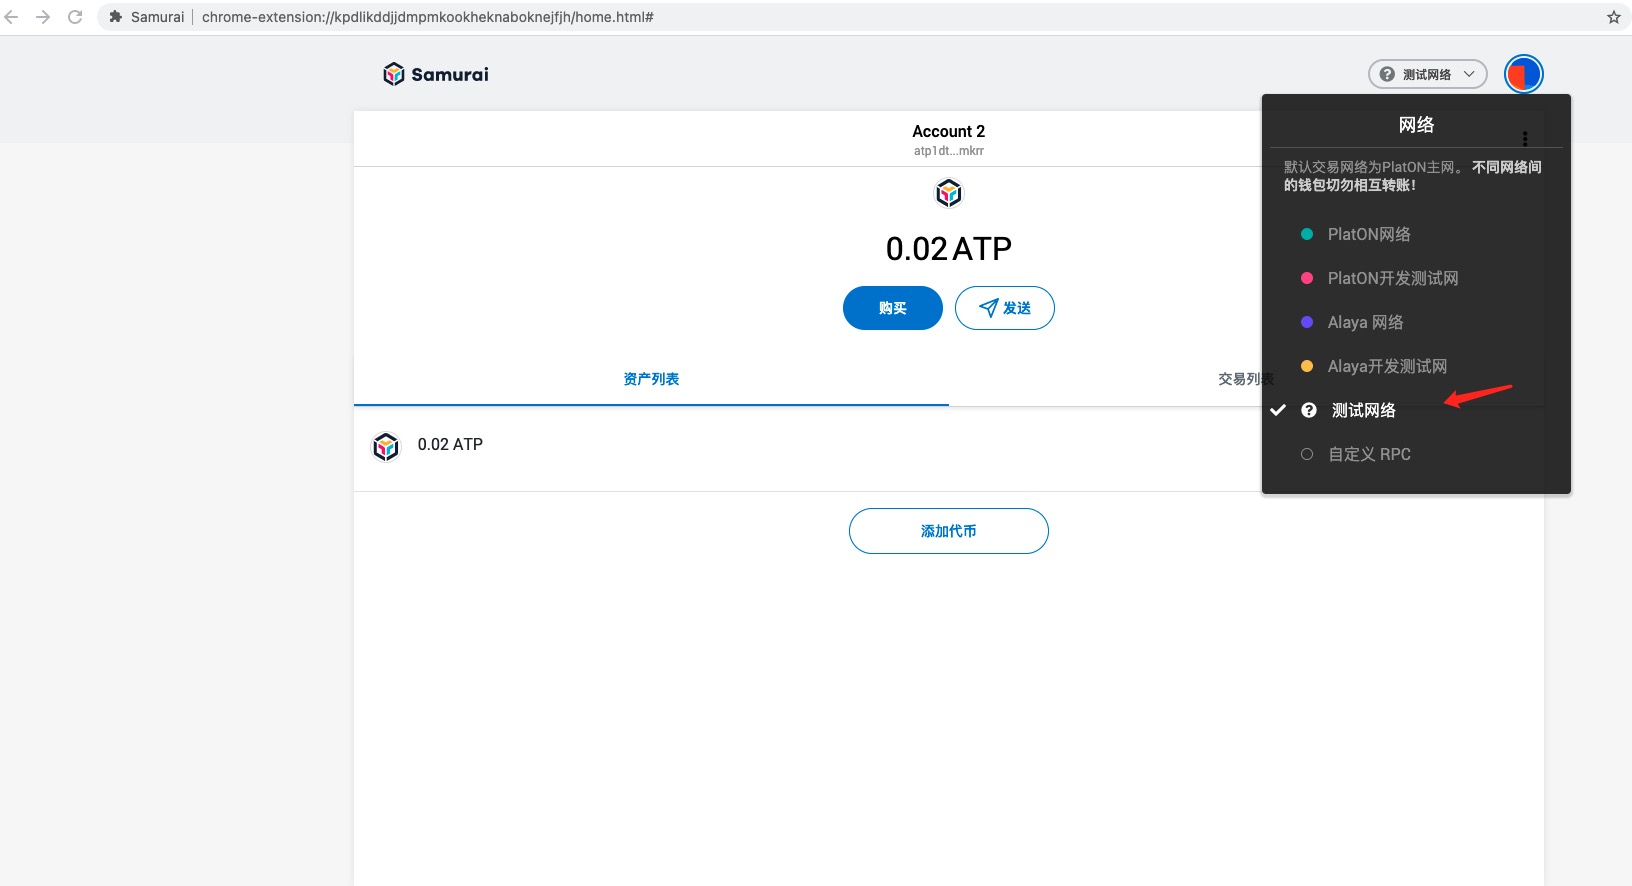 Samurai
chrome-extension://kpdlikddjjdmpmkookheknaboknejfjh/home.html#
Samurai
测试网络
Account 2
atp1dt...mkrr
0.02 ATP
购买
发送
资产列表
交易列表
0.02 ATP
添加代币
网络
默认交易网络为PlatON主网。 不同网络间
的钱包切勿相互转账!
PlatON网络
PlatON开发测试网
Alaya 网络
Alaya开发测试网
测试网络
自定义 RPC